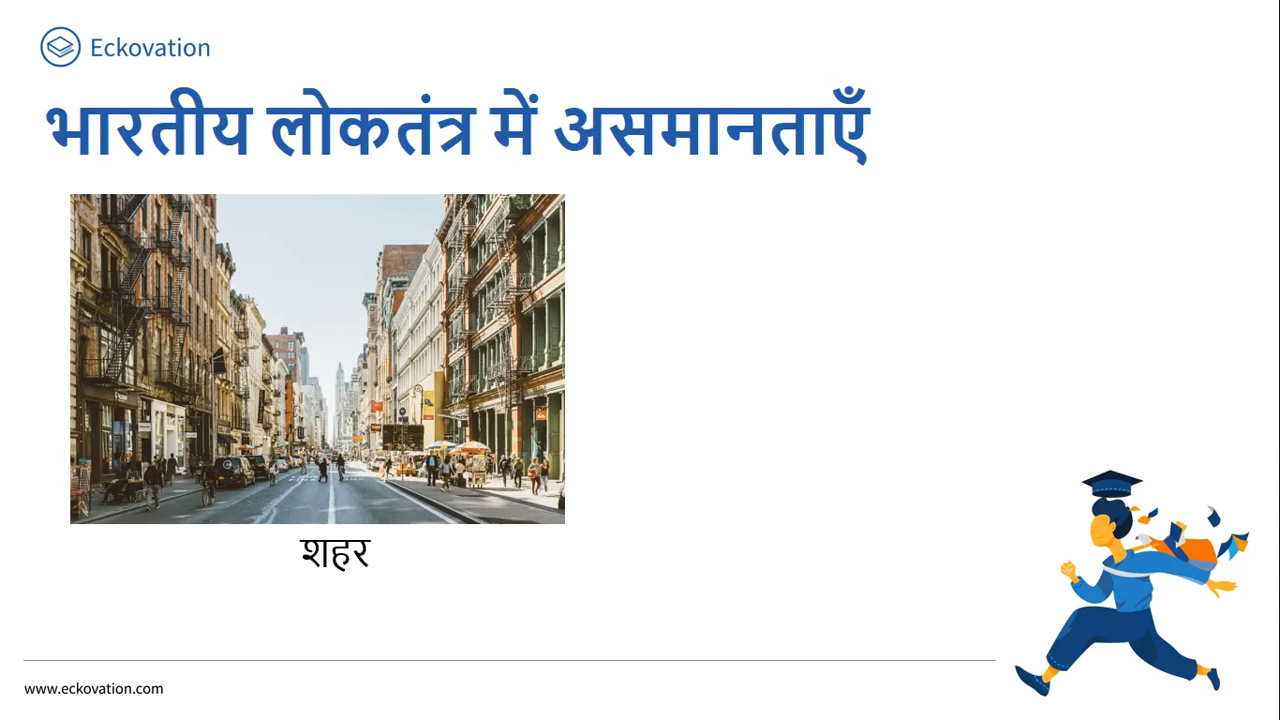 Eckovation
भारतीय लोकतंत्र में असमानताएँ
शहर
www.eckovation.com